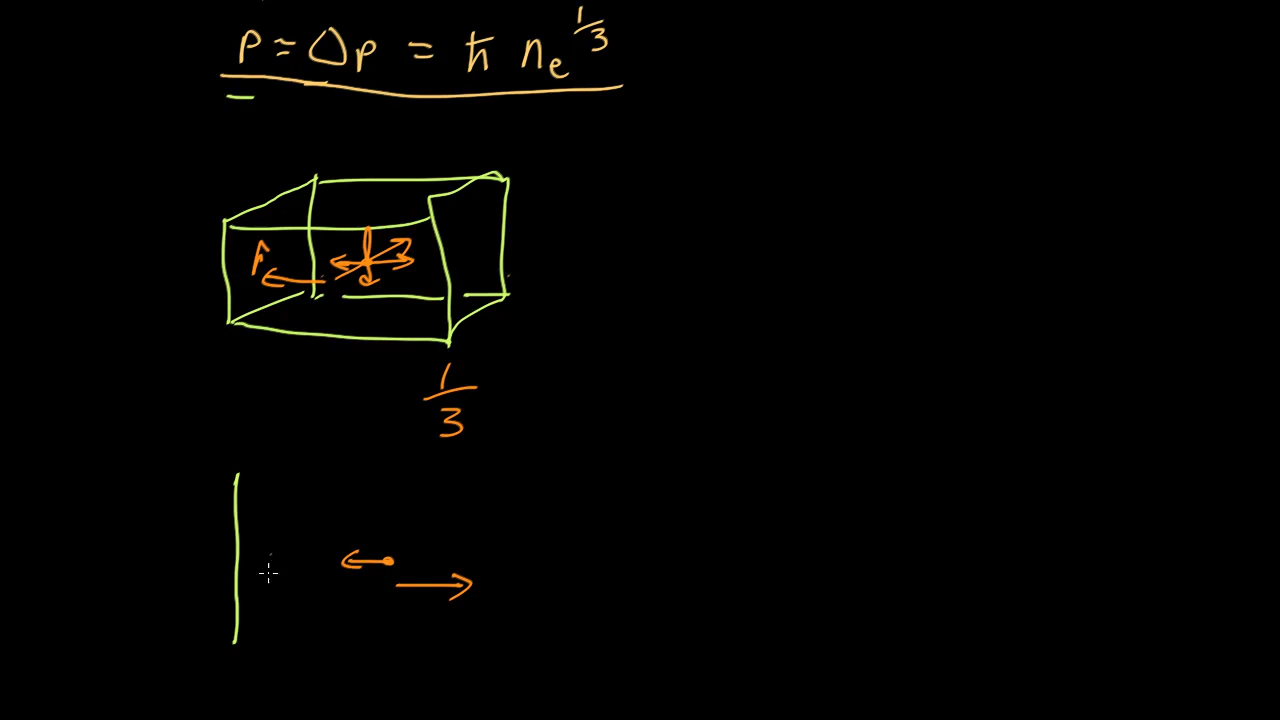 p = Δp = ħ nₑ^1/3
F
1/3